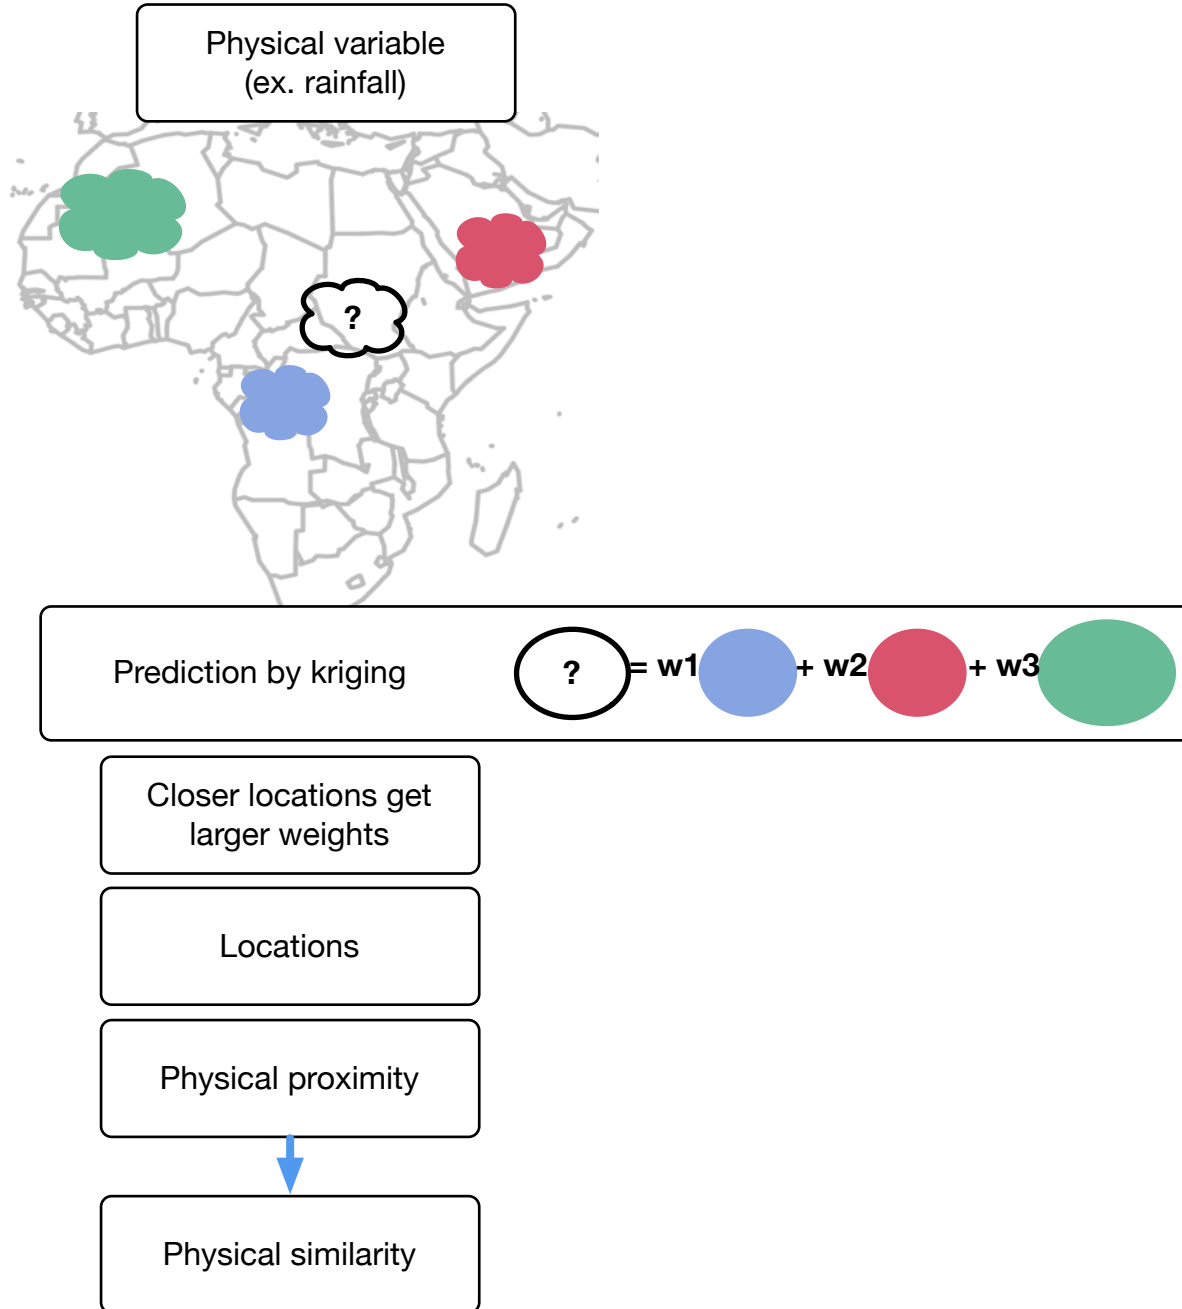 Physical variable
(ex. rainfall)
?
Prediction by kriging ? = w1 + w2 + w3
Closer locations get
larger weights
Locations
Physical proximity
Physical similarity